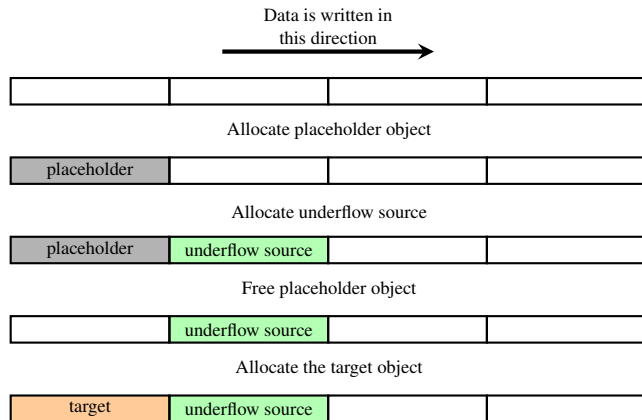 Data is written in
this direction
Allocate placeholder object
placeholder
Allocate underflow source
placeholder underflow source
Free placeholder object
underflow source
Allocate the target object
target underflow source